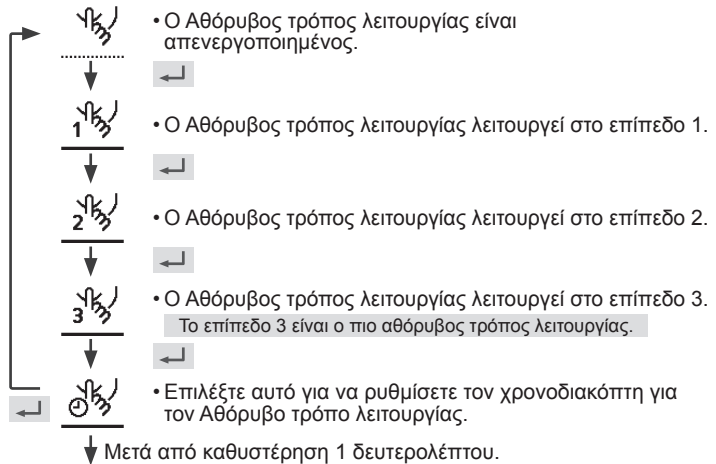 • Ο Αθόρυβος τρόπος λειτουργίας είναι
απενεργοποιημένος.
1
• Ο Αθόρυβος τρόπος λειτουργίας λειτουργεί στο επίπεδο 1.
2
• Ο Αθόρυβος τρόπος λειτουργίας λειτουργεί στο επίπεδο 2.
3
• Ο Αθόρυβος τρόπος λειτουργίας λειτουργεί στο επίπεδο 3.
Το επίπεδο 3 είναι ο πιο αθόρυβος τρόπος λειτουργίας.
• Επιλέξτε αυτό για να ρυθμίσετε τον χρονοδιακόπτη για
τον Αθόρυβο τρόπο λειτουργίας.
Μετά από καθυστέρηση 1 δευτερολέπτου.